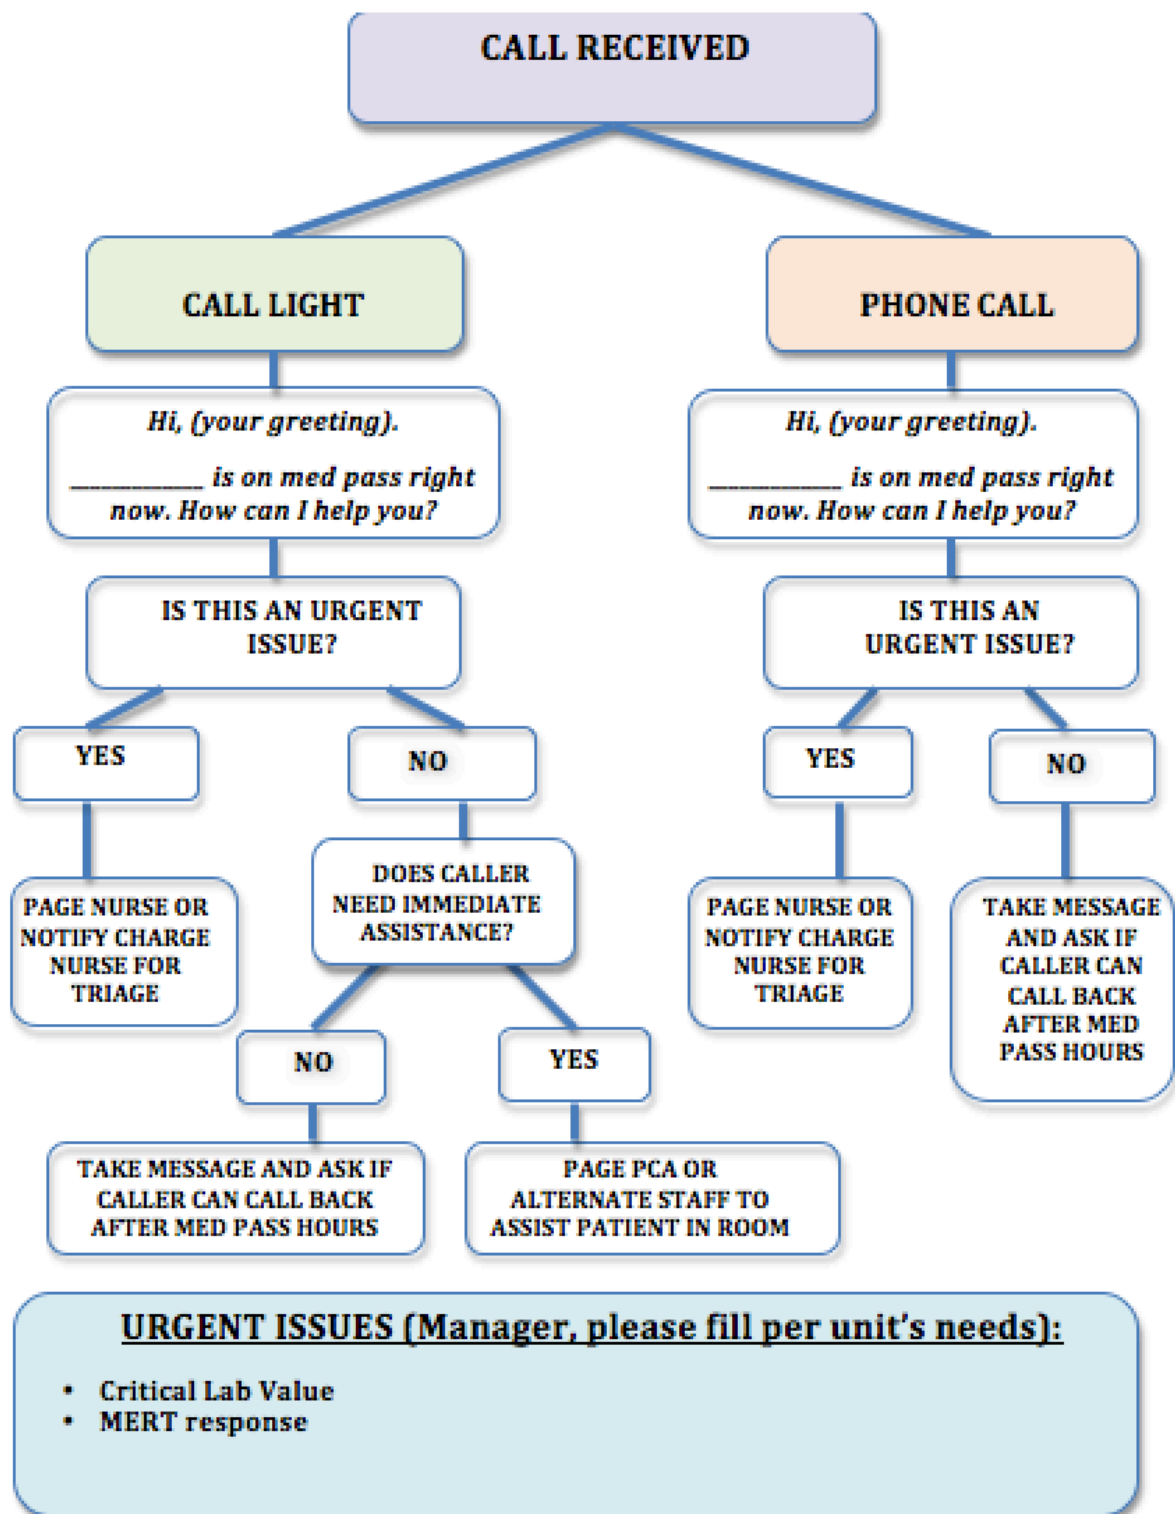 CALL RECEIVED
CALL LIGHT
PHONE CALL
Hi, (your greeting).
_____________ is on med pass right
now. How can I help you?
Hi, (your greeting).
_____________ is on med pass right
now. How can I help you?
IS THIS AN URGENT
ISSUE?
IS THIS AN
URGENT ISSUE?
YES
NO
YES
NO
PAGE NURSE OR
NOTIFY CHARGE
NURSE FOR
TRIAGE
DOES CALLER
NEED IMMEDIATE
ASSISTANCE?
PAGE NURSE OR
NOTIFY CHARGE
NURSE FOR
TRIAGE
TAKE MESSAGE
AND ASK IF
CALLER CAN
CALL BACK
AFTER MED
PASS HOURS
NO
YES
TAKE MESSAGE AND ASK IF
CALLER CAN CALL BACK
AFTER MED PASS HOURS
PAGE PCA OR
ALTERNATE STAFF TO
ASSIST PATIENT IN ROOM
URGENT ISSUES (Manager, please fill per unit's needs):
• Critical Lab Value
• MERT response